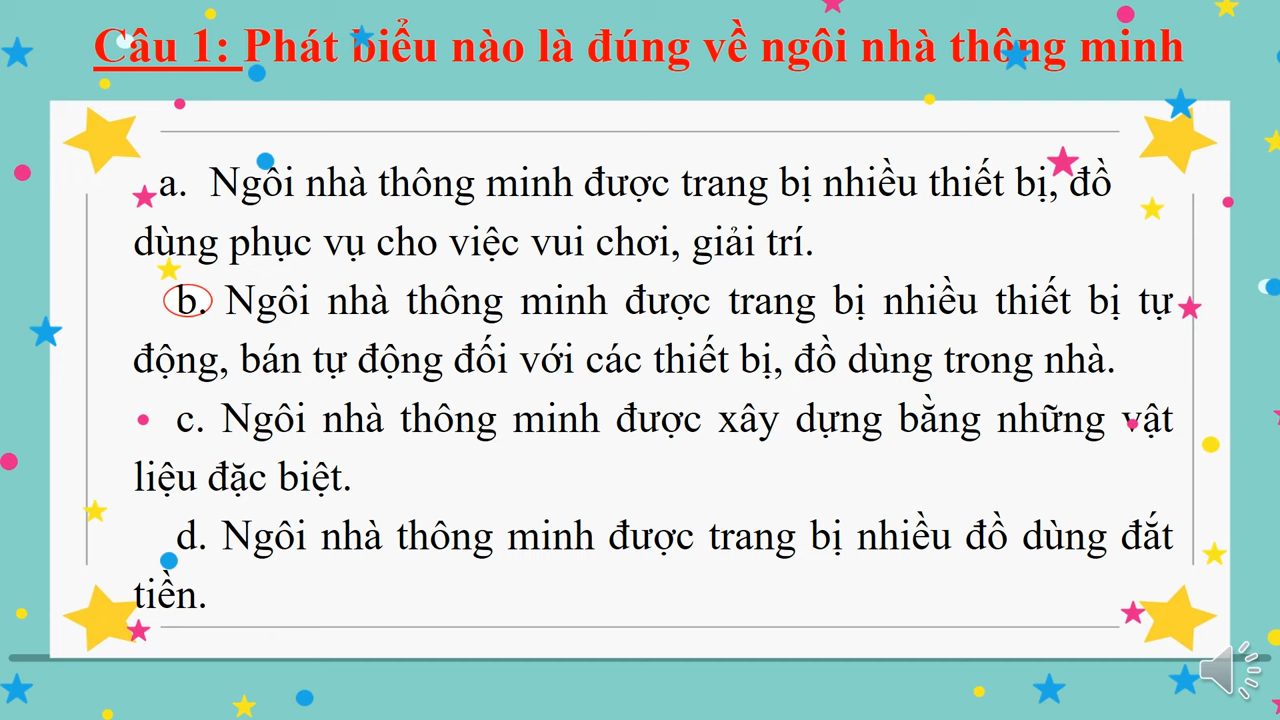 Câu 1: Phát biểu nào là đúng về ngôi nhà thông minh
a. Ngôi nhà thông minh được trang bị nhiều thiết bị, đồ
dùng phục vụ cho việc vui chơi, giải trí.
b. Ngôi nhà thông minh được trang bị nhiều thiết bị tự
động, bán tự động đối với các thiết bị, đồ dùng trong nhà.
c. Ngôi nhà thông minh được xây dựng bằng những vật
liệu đặc biệt.
d. Ngôi nhà thông minh được trang bị nhiều đồ dùng đắt
tiền.